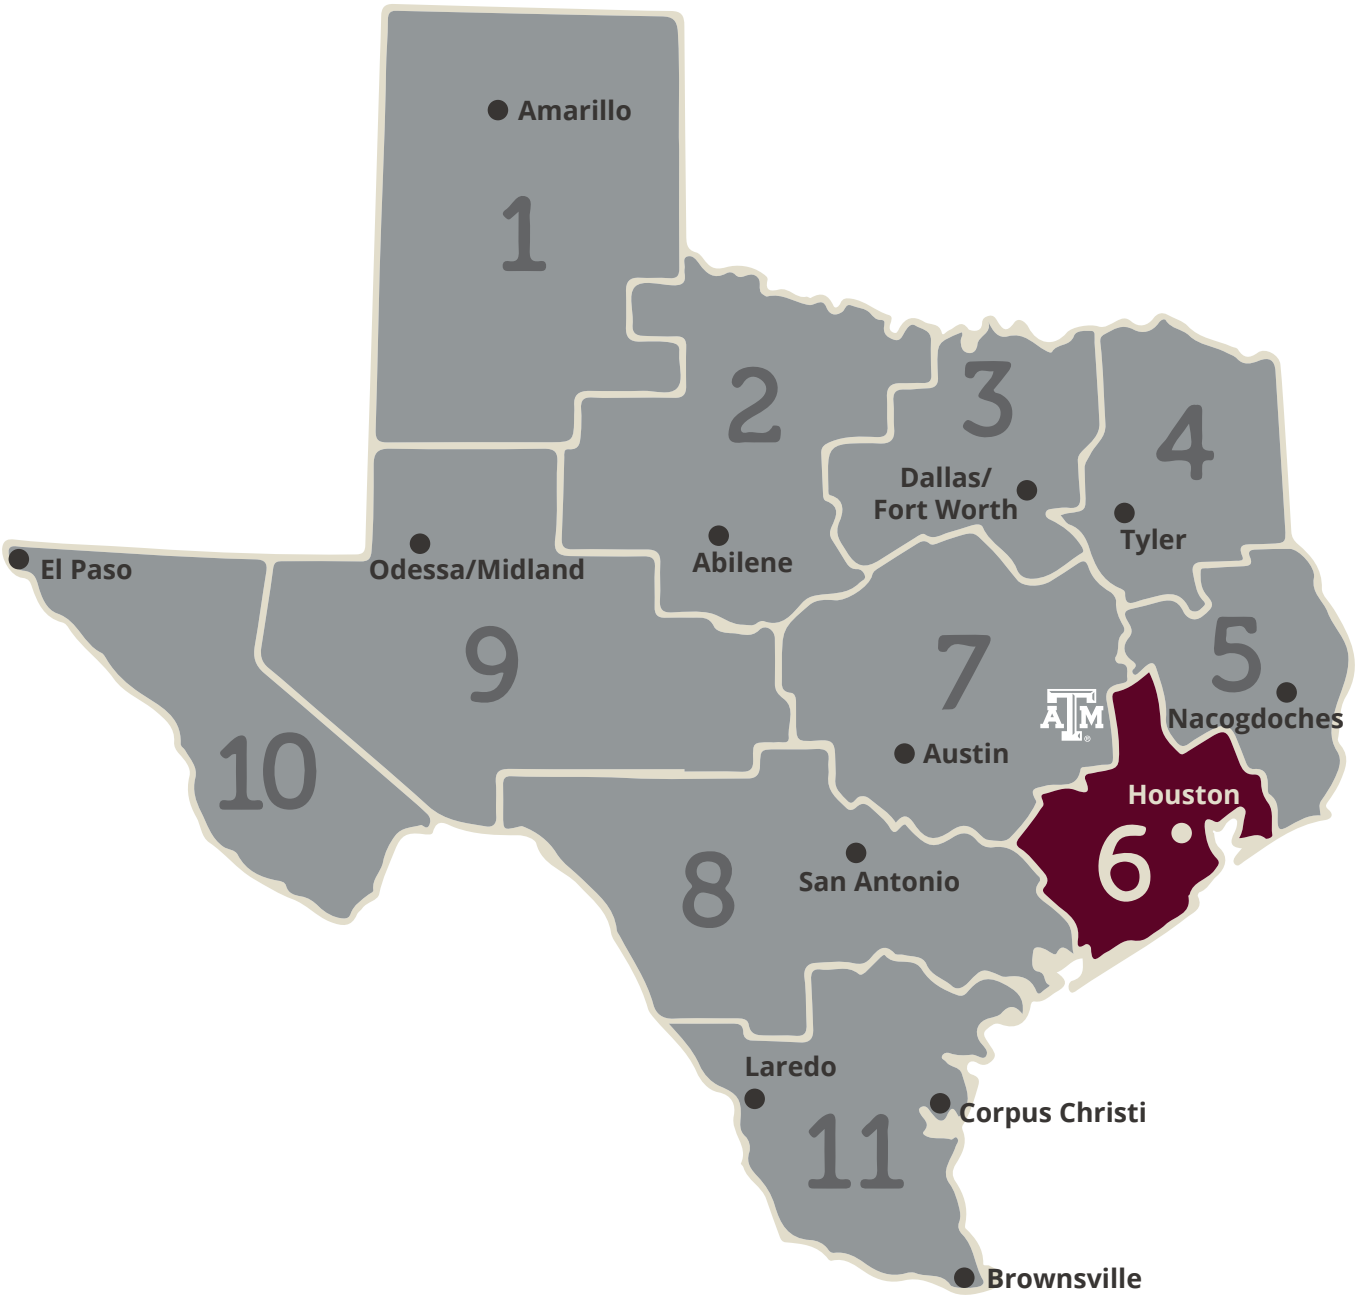 Amarillo
1
2
3
4
Dallas/
Fort Worth
Tyler
Abilene
El Paso
Odessa/Midland
9
7
5
ATM
®
Nacogdoches
10
Austin
Houston
6
8
San Antonio
Laredo
Corpus Christi
11
Brownsville